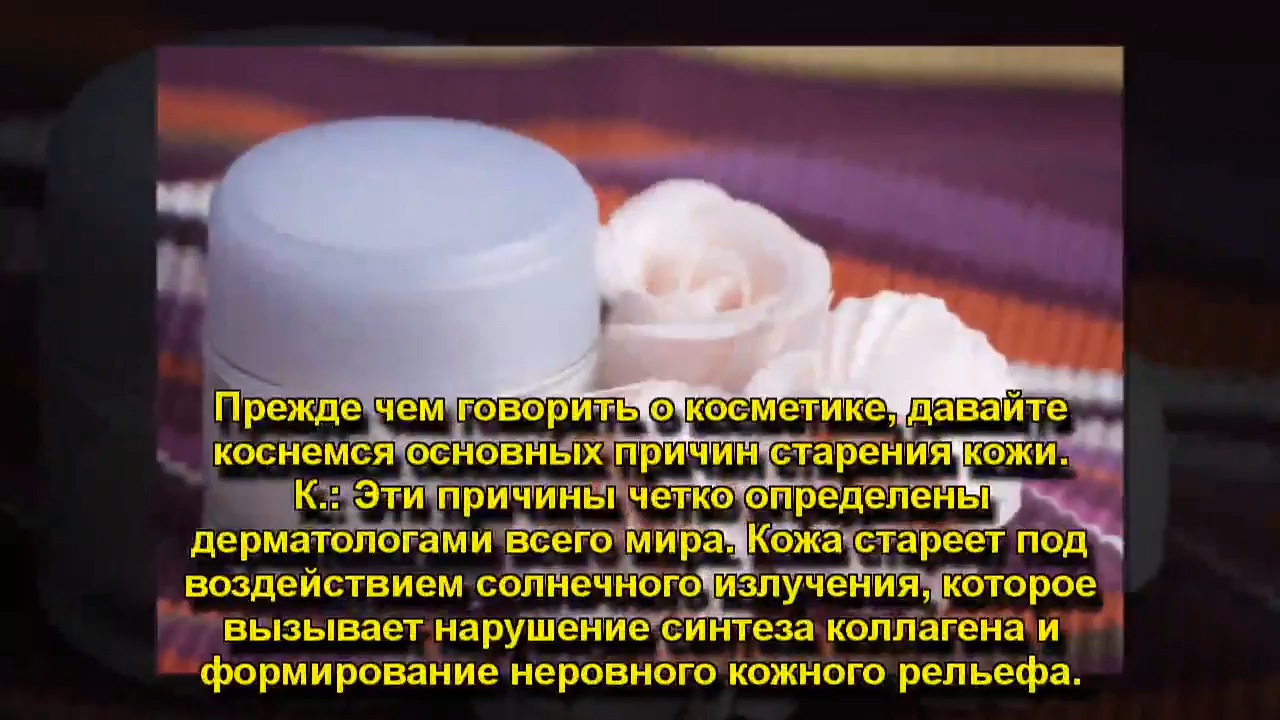 Прежде чем говорить о косметике, давайте
коснемся основных причин старения кожи.
К.: Эти причины четко определены
дерматологами всего мира. Кожа стареет под
воздействием солнечного излучения, которое
вызывает нарушение синтеза коллагена и
формирование неровного кожного рельефа.